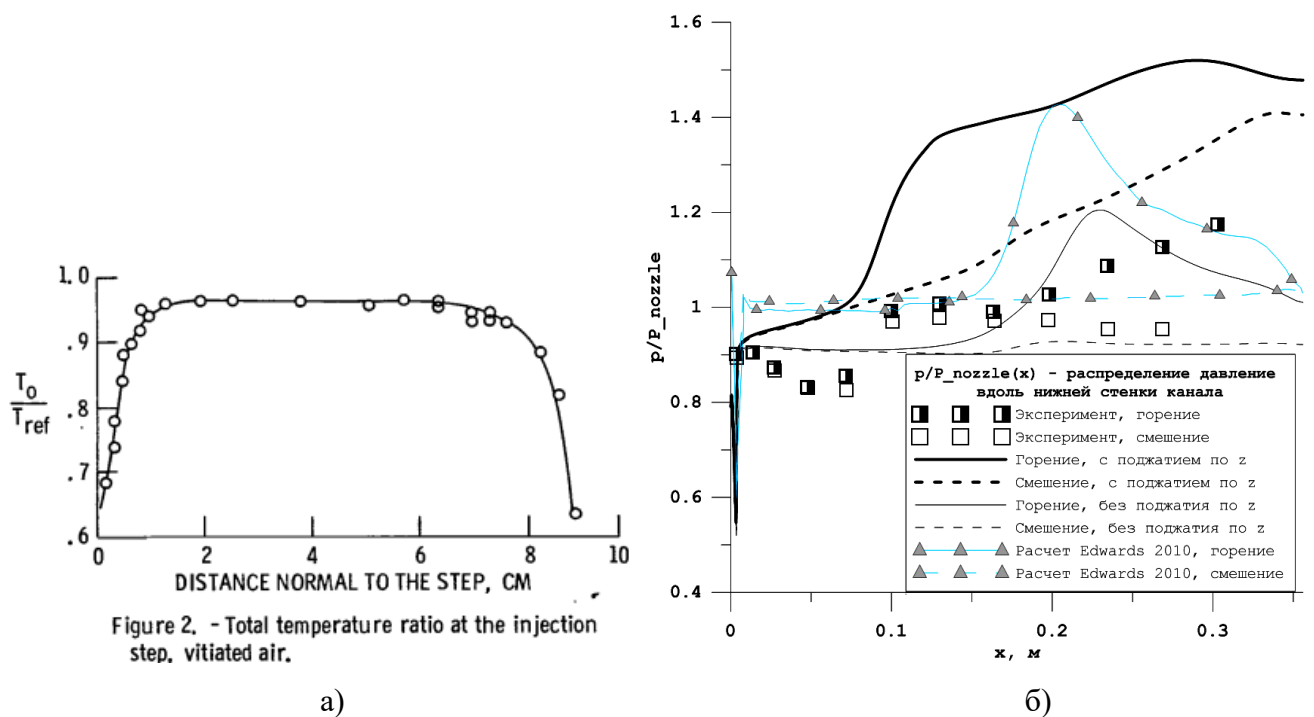 1.0
.9
.8
.7
.6
T₀
T_ref
0
2
4
6
8
10
DISTANCE NORMAL TO THE STEP, CM
Figure 2. - Total temperature ratio at the injection
step, vitiated air.
а)
1.6
1.4
1.2
1
0.8
0.6
0.4
p/P_nozzle
0
0.1
0.2
0.3
x, м
p/P_nozzle(x) - распределение давление
вдоль нижней стенки канала
Эксперимент, горение
Эксперимент, смешение
Горение, с поджатием по z
Смешение, с поджатием по z
Горение, без поджатия по z
Смешение, без поджатия по z
Расчет Edwards 2010, горение
Расчет Edwards 2010, смешение
б)